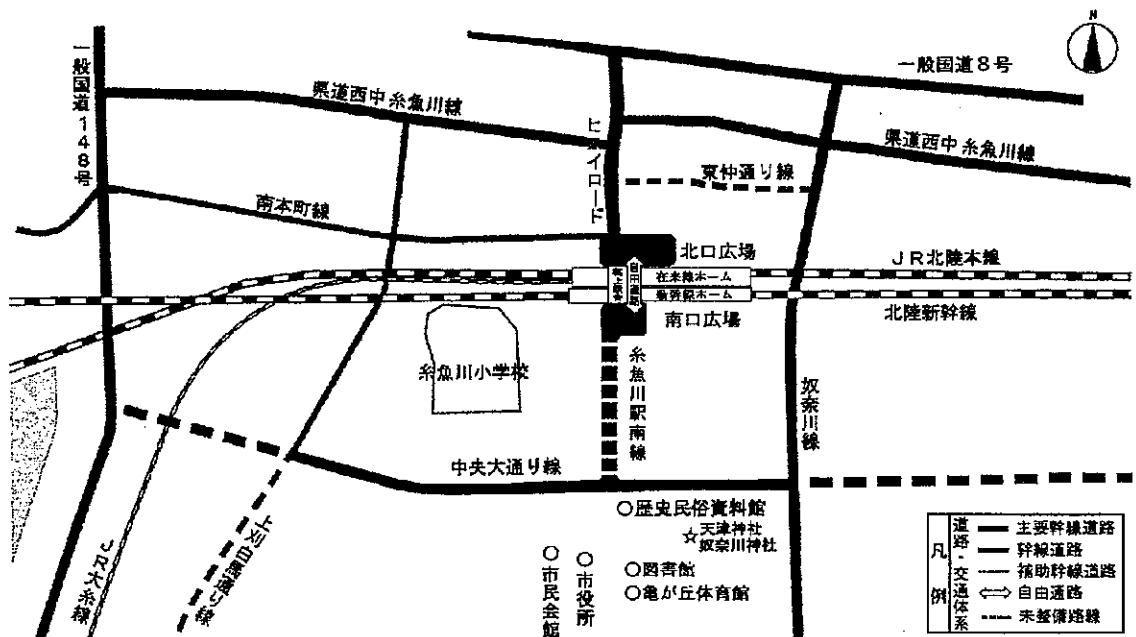 N
一般国道8号
一般国道148号
県道西中糸魚川線
ヒスイロード
県道西中糸魚川線
東仲通り線
南本町線
北口広場
JR北陸本線
在来線ホーム
自由通路
新幹線ホーム
北陸新幹線
南口広場
糸魚川小学校
糸魚川駅南線
奴奈川線
中央大通り線
JR大糸線
上刈自専通り線
○歴史民俗資料館
☆天津神社
奴奈川神社
○市民会館
○市役所
○図書館
○亀が丘体育館
凡例
道路・交通体系
主要幹線道路
幹線道路
補助幹線道路
自由通路
未整備路線